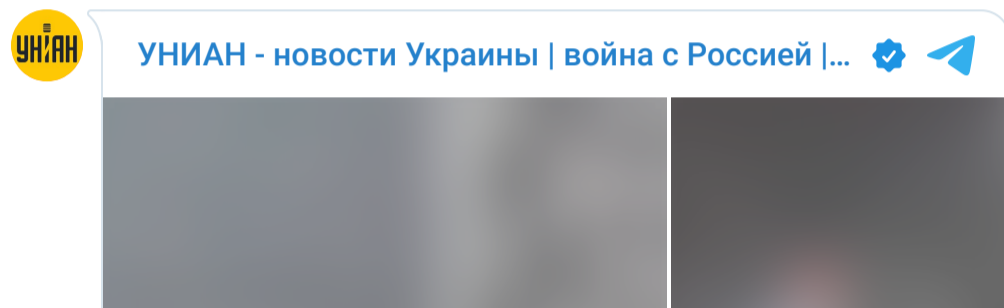 УНІАН
УНИАН - новости Украины | война с Россией |...